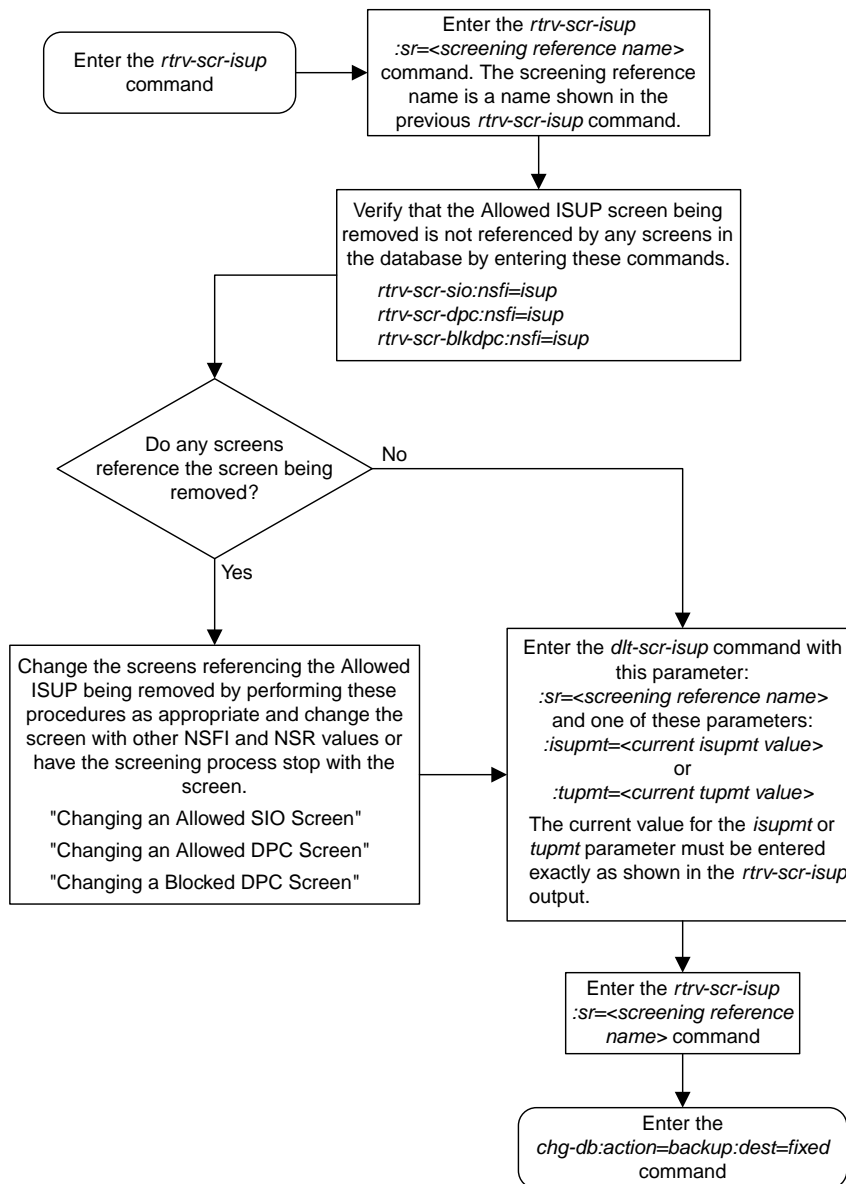 Enter the rtrv-scr-isup
command
Enter the rtrv-scr-isup
:sr=<screening reference name>
command. The screening reference
name is a name shown in the
previous rtrv-scr-isup command.
Verify that the Allowed ISUP screen being
removed is not referenced by any screens in
the database by entering these commands.
rtrv-scr-sio:nsfi=isup
rtrv-scr-dpc:nsfi=isup
rtrv-scr-blkdpc:nsfi=isup
Do any screens
reference the screen being
removed?
No
Yes
Change the screens referencing the Allowed
ISUP being removed by performing these
procedures as appropriate and change the
screen with other NSFI and NSR values or
have the screening process stop with the
screen.
"Changing an Allowed SIO Screen"
"Changing an Allowed DPC Screen"
"Changing a Blocked DPC Screen"
Enter the dlt-scr-isup command with
this parameter:
:sr=<screening reference name>
and one of these parameters:
:isupmt=<current isupmt value>
or
:tupmt=<current tupmt value>
The current value for the isupmt or
tupmt parameter must be entered
exactly as shown in the rtrv-scr-isup
output.
Enter the rtrv-scr-isup
:sr=<screening reference
name> command
Enter the
chg-db:action=backup:dest=fixed
command